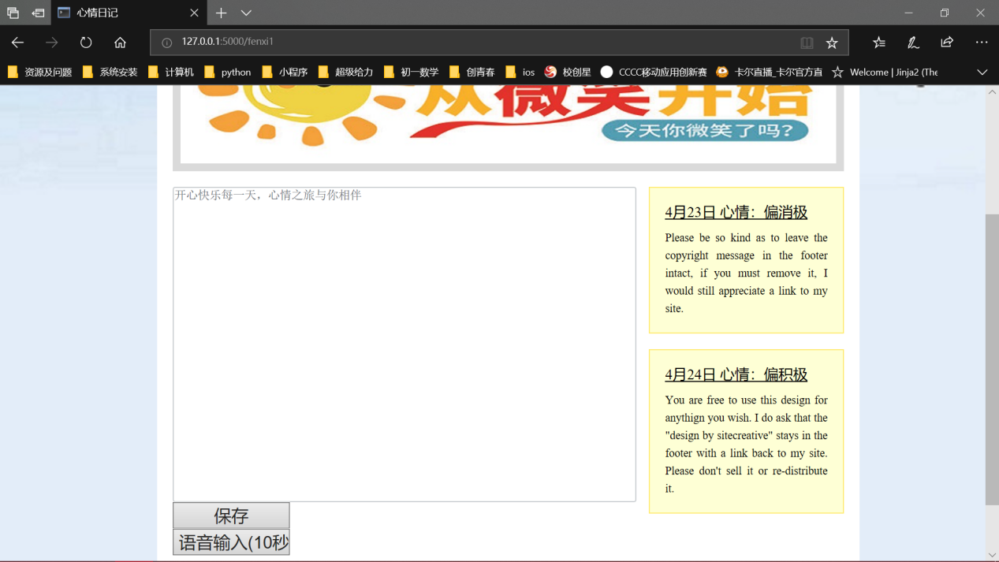 心情日记
127.0.0.1:5000/fenxi1
资源及问题 系统安装 计算机 python 小程序 超级给力 初一数学 创青春 ios 校创星 CCCC移动应用创新赛 卡尔直播_卡尔官方直 Welcome | Jinja2 (The
从微笑开始
今天你微笑了吗?
开心快乐每一天，心情之旅与你相伴
4月23日 心情：偏消极
Please be so kind as to leave the
copyright message in the footer
intact, if you must remove it, I
would still appreciate a link to my
site.
4月24日 心情：偏积极
You are free to use this design for
anythign you wish. I do ask that the
"design by sitecreative" stays in the
footer with a link back to my site.
Please don't sell it or re-distribute
it.
保存
语音输入(10秒